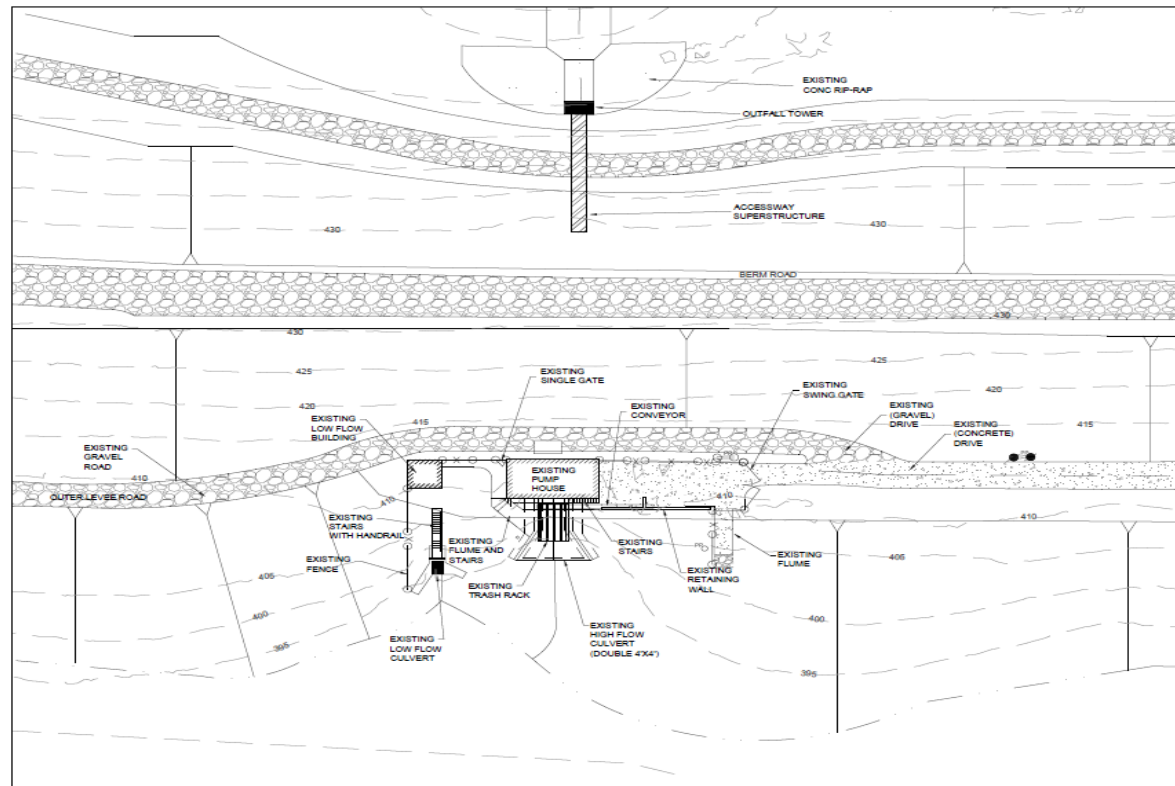 EXISTING
CONC RIP-RAP
OUTFALL TOWER
ACCESSWAY
SUPERSTRUCTURE
430
430
BERM ROAD
430
430
425
425
420
420
415
415
EXISTING
SINGLE GATE
EXISTING
CONVEYOR
EXISTING
SWING GATE
EXISTING
(GRAVEL)
DRIVE
EXISTING
(CONCRETE)
DRIVE
EXISTING
LOW FLOW
BUILDING
EXISTING
GRAVEL
ROAD
410
OUTER LEVEE ROAD
410
EXISTING
PUMP
HOUSE
410
410
EXISTING
STAIRS
WITH HANDRAIL
EXISTING
FLUME AND
STAIRS
EXISTING
STAIRS
EXISTING
FLUME
405
EXISTING
FENCE
405
EXISTING
TRASH RACK
EXISTING
RETAINING
WALL
400
400
395
395
EXISTING
LOW FLOW
CULVERT
EXISTING
HIGH FLOW
CULVERT
(DOUBLE 4'X4')